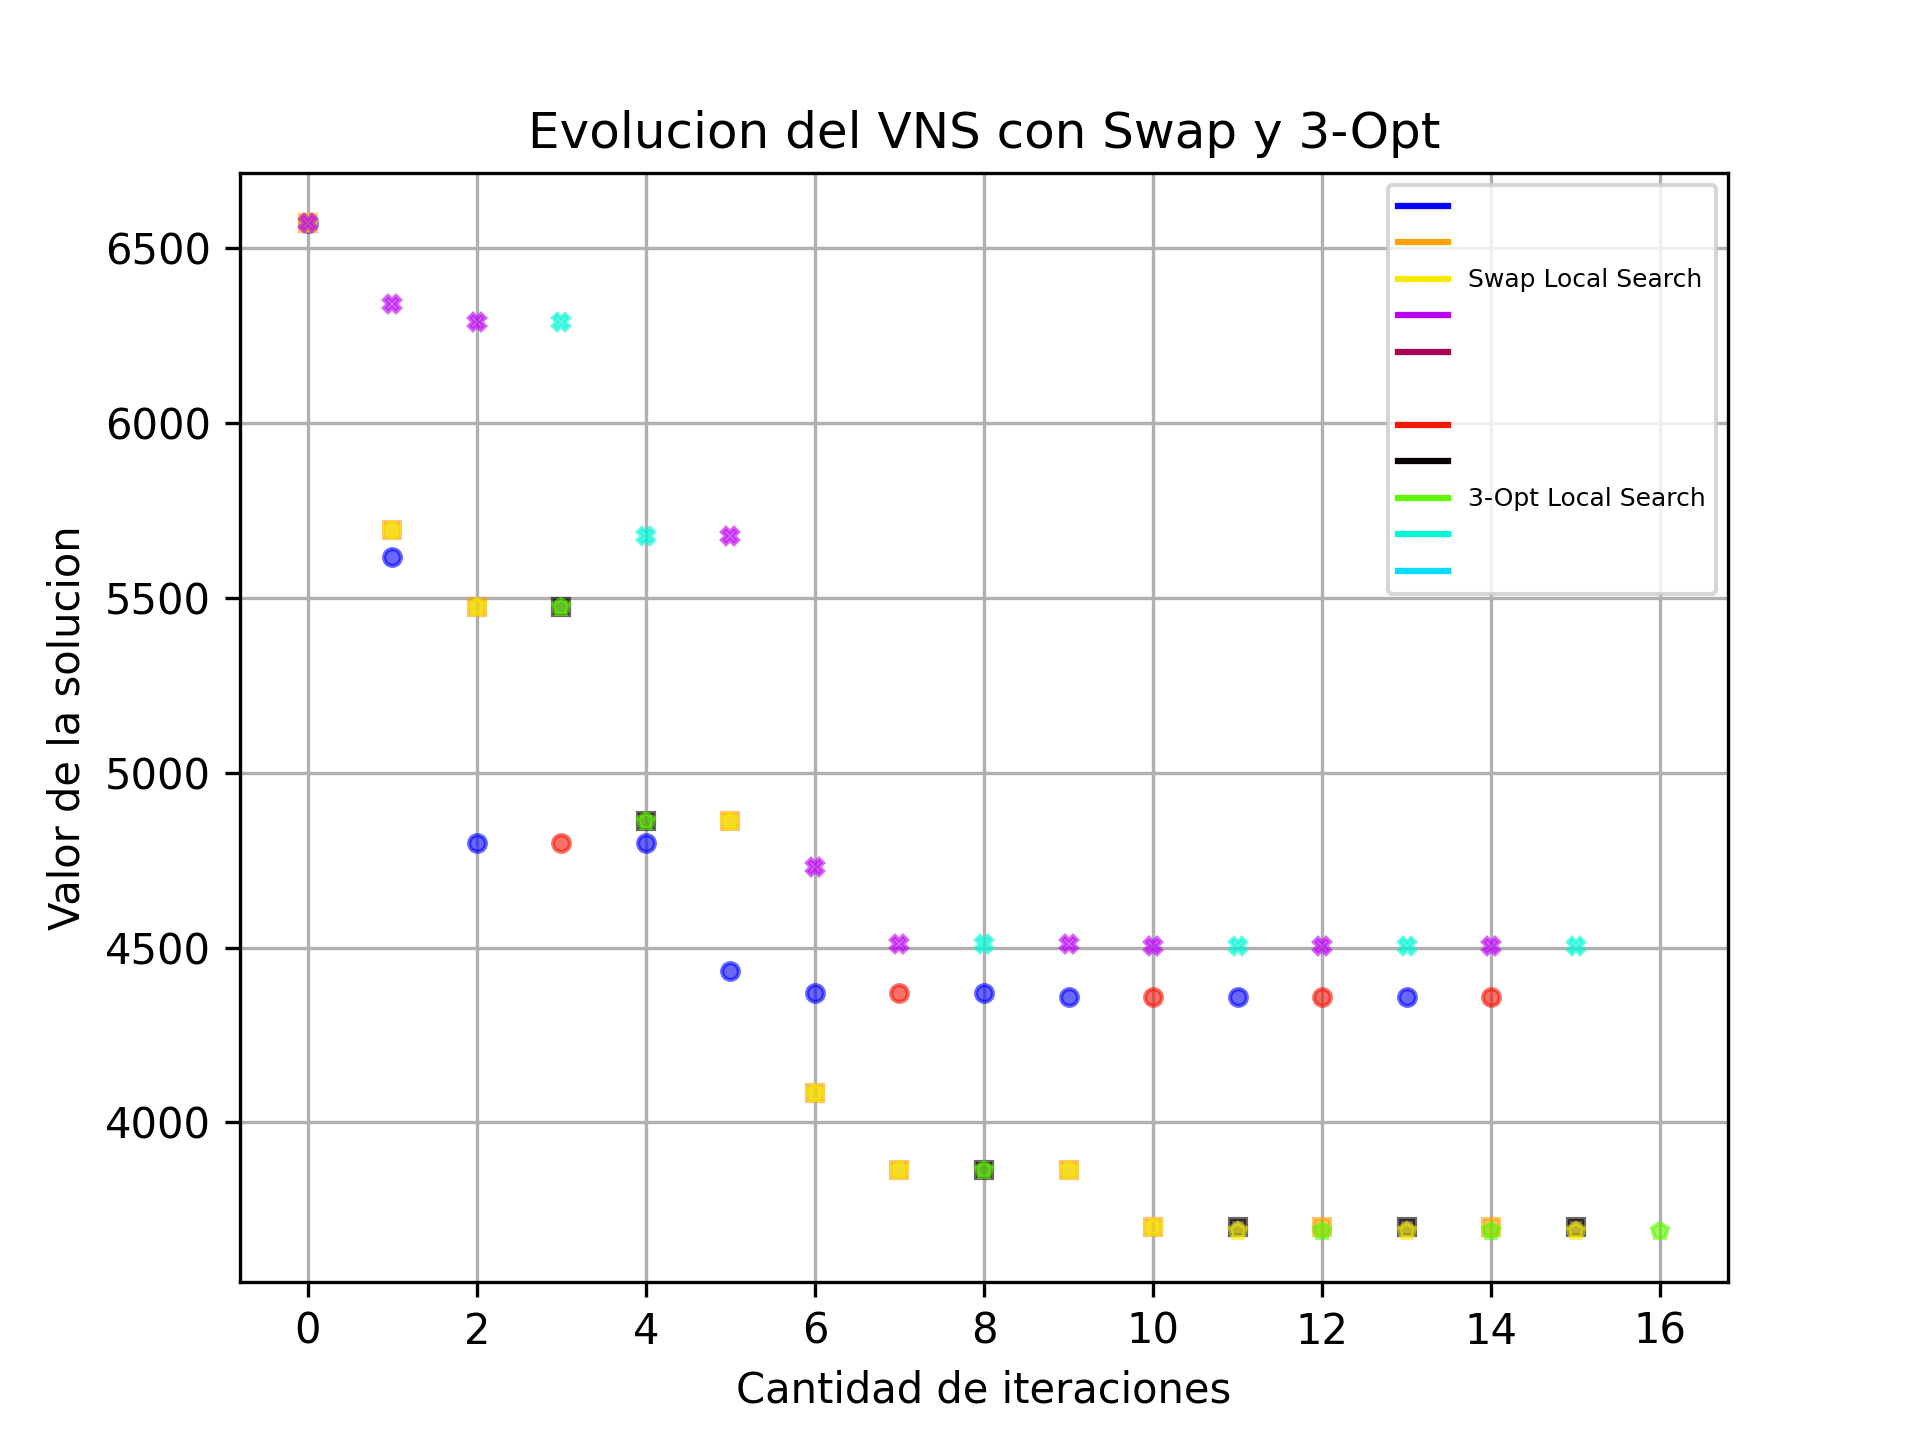 Evolucion del VNS con Swap y 3-Opt
Swap Local Search
3-Opt Local Search
Valor de la solucion
6500
6000
5500
5000
4500
4000
0 2 4 6 8 10 12 14 16
Cantidad de iteraciones